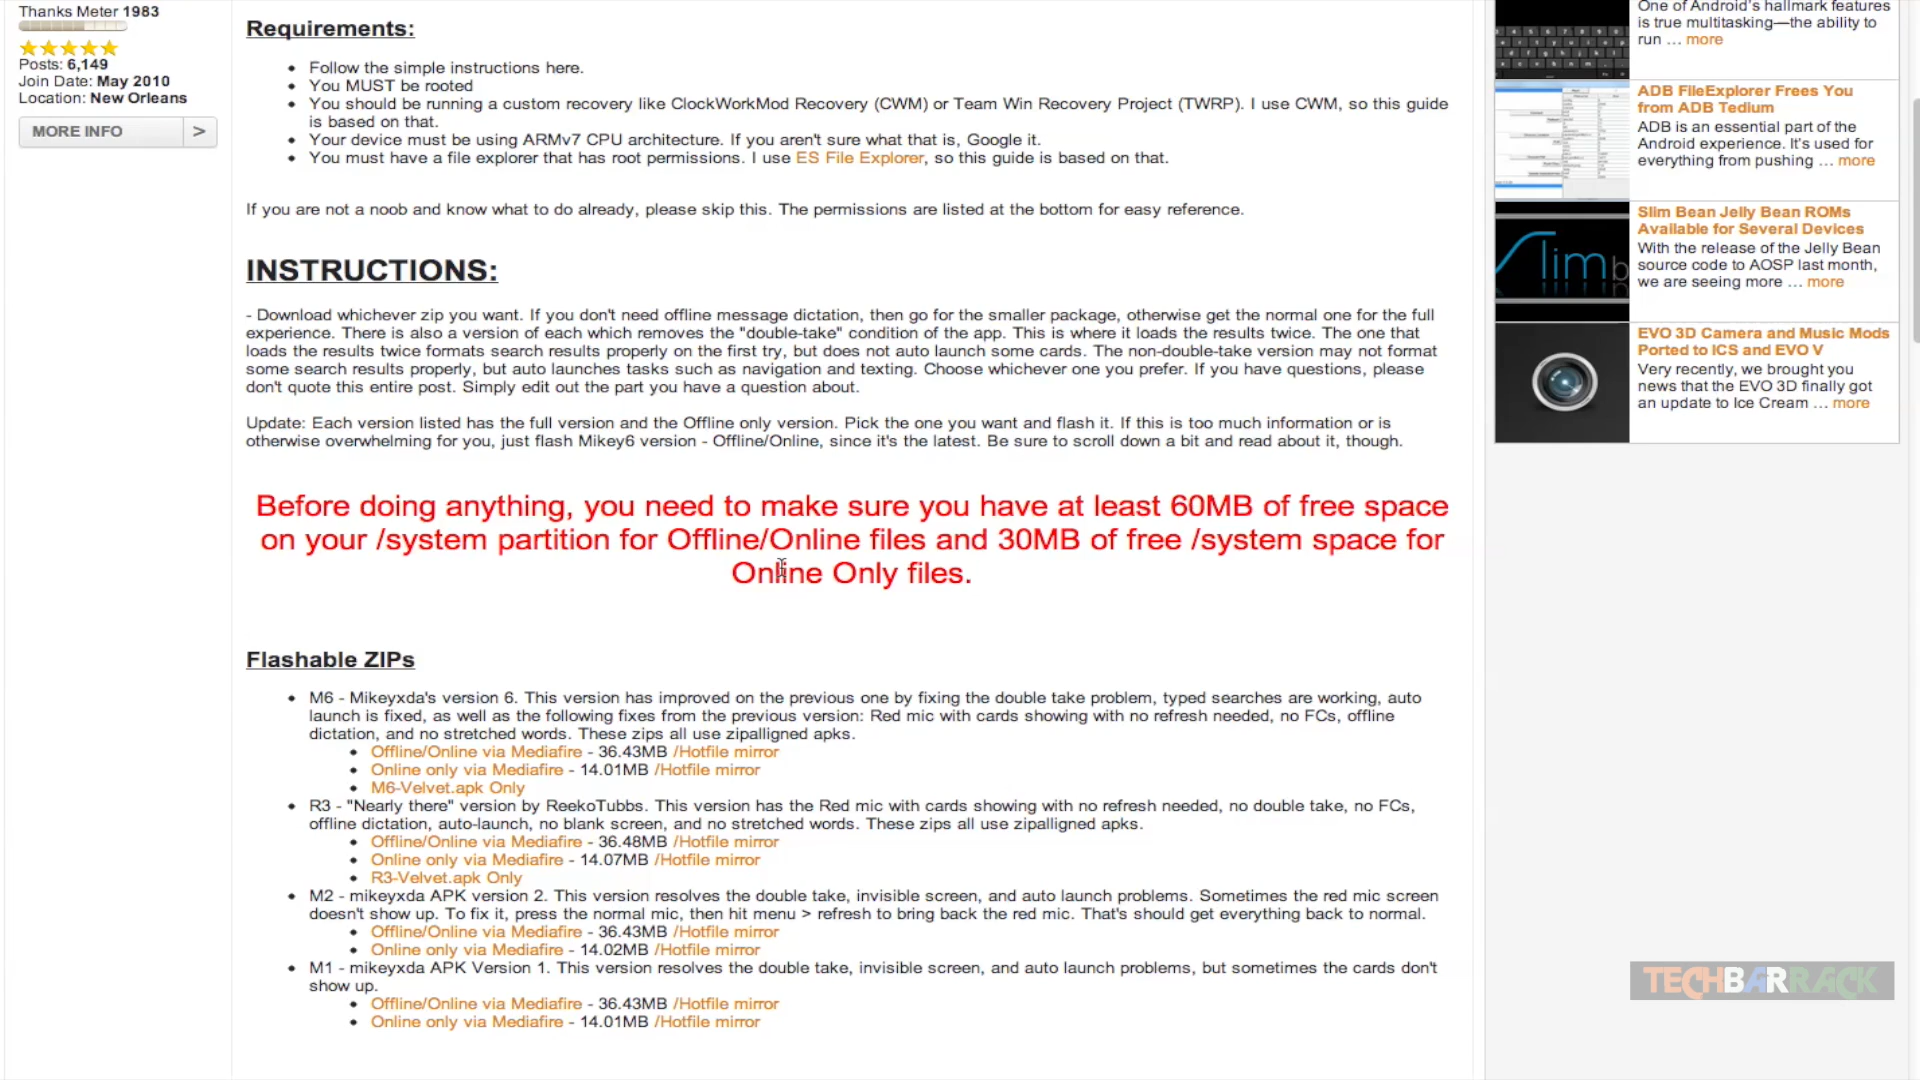 Thanks Meter 1983
Posts: 6,149
Join Date: May 2010
Location: New Orleans
MORE INFO >
Requirements:
• Follow the simple instructions here.
• You MUST be rooted
• You should be running a custom recovery like ClockWorkMod Recovery (CWM) or Team Win Recovery Project (TWRP). I use CWM, so this guide
is based on that.
• Your device must be using ARMv7 CPU architecture. If you aren't sure what that is, Google it.
• You must have a file explorer that has root permissions. I use ES File Explorer, so this guide is based on that.
If you are not a noob and know what to do already, please skip this. The permissions are listed at the bottom for easy reference.
INSTRUCTIONS:
- Download whichever zip you want. If you don't need offline message dictation, then go for the smaller package, otherwise get the normal one for the full
experience. There is also a version of each which removes the "double-take" condition of the app. This is where it loads the results twice. The one that
loads the results twice formats search results properly on the first try, but does not auto launch some cards. The non-double-take version may not format
some search results properly, but auto launches tasks such as navigation and texting. Choose whichever one you prefer. If you have questions, please
don't quote this entire post. Simply edit out the part you have a question about.
Update: Each version listed has the full version and the Offline only version. Pick the one you want and flash it. If this is too much information or is
otherwise overwhelming for you, just flash Mikey6 version - Offline/Online, since it's the latest. Be sure to scroll down a bit and read about it, though.
Before doing anything, you need to make sure you have at least 60MB of free space
on your /system partition for Offline/Online files and 30MB of free /system space for
Online Only files.
Flashable ZIPs
• M6 - Mikeyxda's version 6. This version has improved on the previous one by fixing the double take problem, typed searches are working, auto
launch is fixed, as well as the following fixes from the previous version: Red mic with cards showing with no refresh needed, no FCs, offline
dictation, and no stretched words. These zips all use zipalligned apks.
• Offline/Online via Mediafire - 36.43MB /Hotfile mirror
• Online only via Mediafire - 14.01MB /Hotfile mirror
• M6-Velvet.apk Only
• R3 - "Nearly there" version by ReekoTubbs. This version has the Red mic with cards showing with no refresh needed, no double take, no FCs,
offline dictation, auto-launch, no blank screen, and no stretched words. These zips all use zipalligned apks.
• Offline/Online via Mediafire - 36.48MB /Hotfile mirror
• Online only via Mediafire - 14.07MB /Hotfile mirror
• R3-Velvet.apk Only
• M2 - mikeyxda APK version 2. This version resolves the double take, invisible screen, and auto launch problems. Sometimes the red mic screen
doesn't show up. To fix it, press the normal mic, then hit menu > refresh to bring back the red mic. That's should get everything back to normal.
• Offline/Online via Mediafire - 36.43MB /Hotfile mirror
• Online only via Mediafire - 14.02MB /Hotfile mirror
• M1 - mikeyxda APK Version 1. This version resolves the double take, invisible screen, and auto launch problems, but sometimes the cards don't
show up.
• Offline/Online via Mediafire - 36.43MB /Hotfile mirror
• Online only via Mediafire - 14.01MB /Hotfile mirror
One of Android's hallmark features
is true multitasking—the ability to
run ... more
ADB FileExplorer Frees You
from ADB Tedium
ADB is an essential part of the
Android experience. It's used for
everything from pushing ... more
Slim Bean Jelly Bean ROMs
Available for Several Devices
With the release of the Jelly Bean
source code to AOSP last month,
we are seeing more ... more
slim b
EVO 3D Camera and Music Mods
Ported to ICS and EVO V
Very recently, we brought you
news that the EVO 3D finally got
an update to Ice Cream ... more
TECHBARRACK